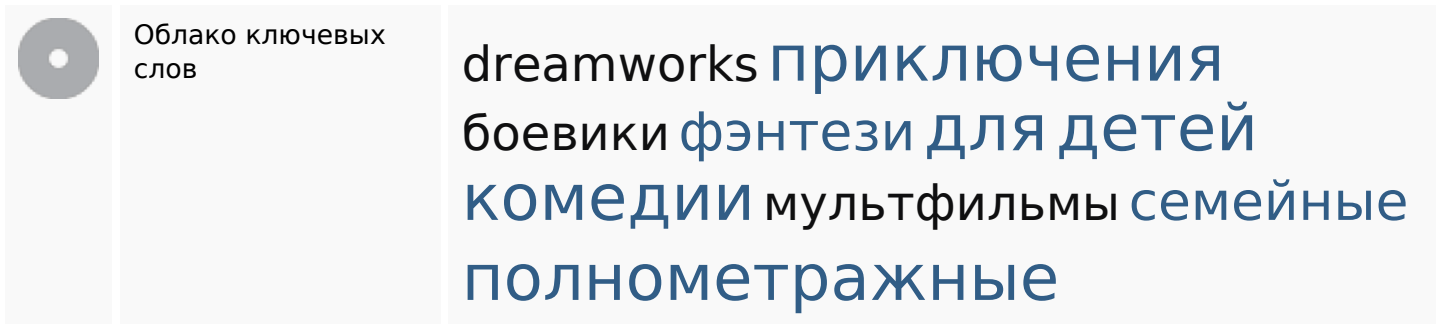 Облако ключевых
слов
dreamworks приключения
боевики фэнтези для детей
комедии мультфильмы семейные
полнометражные